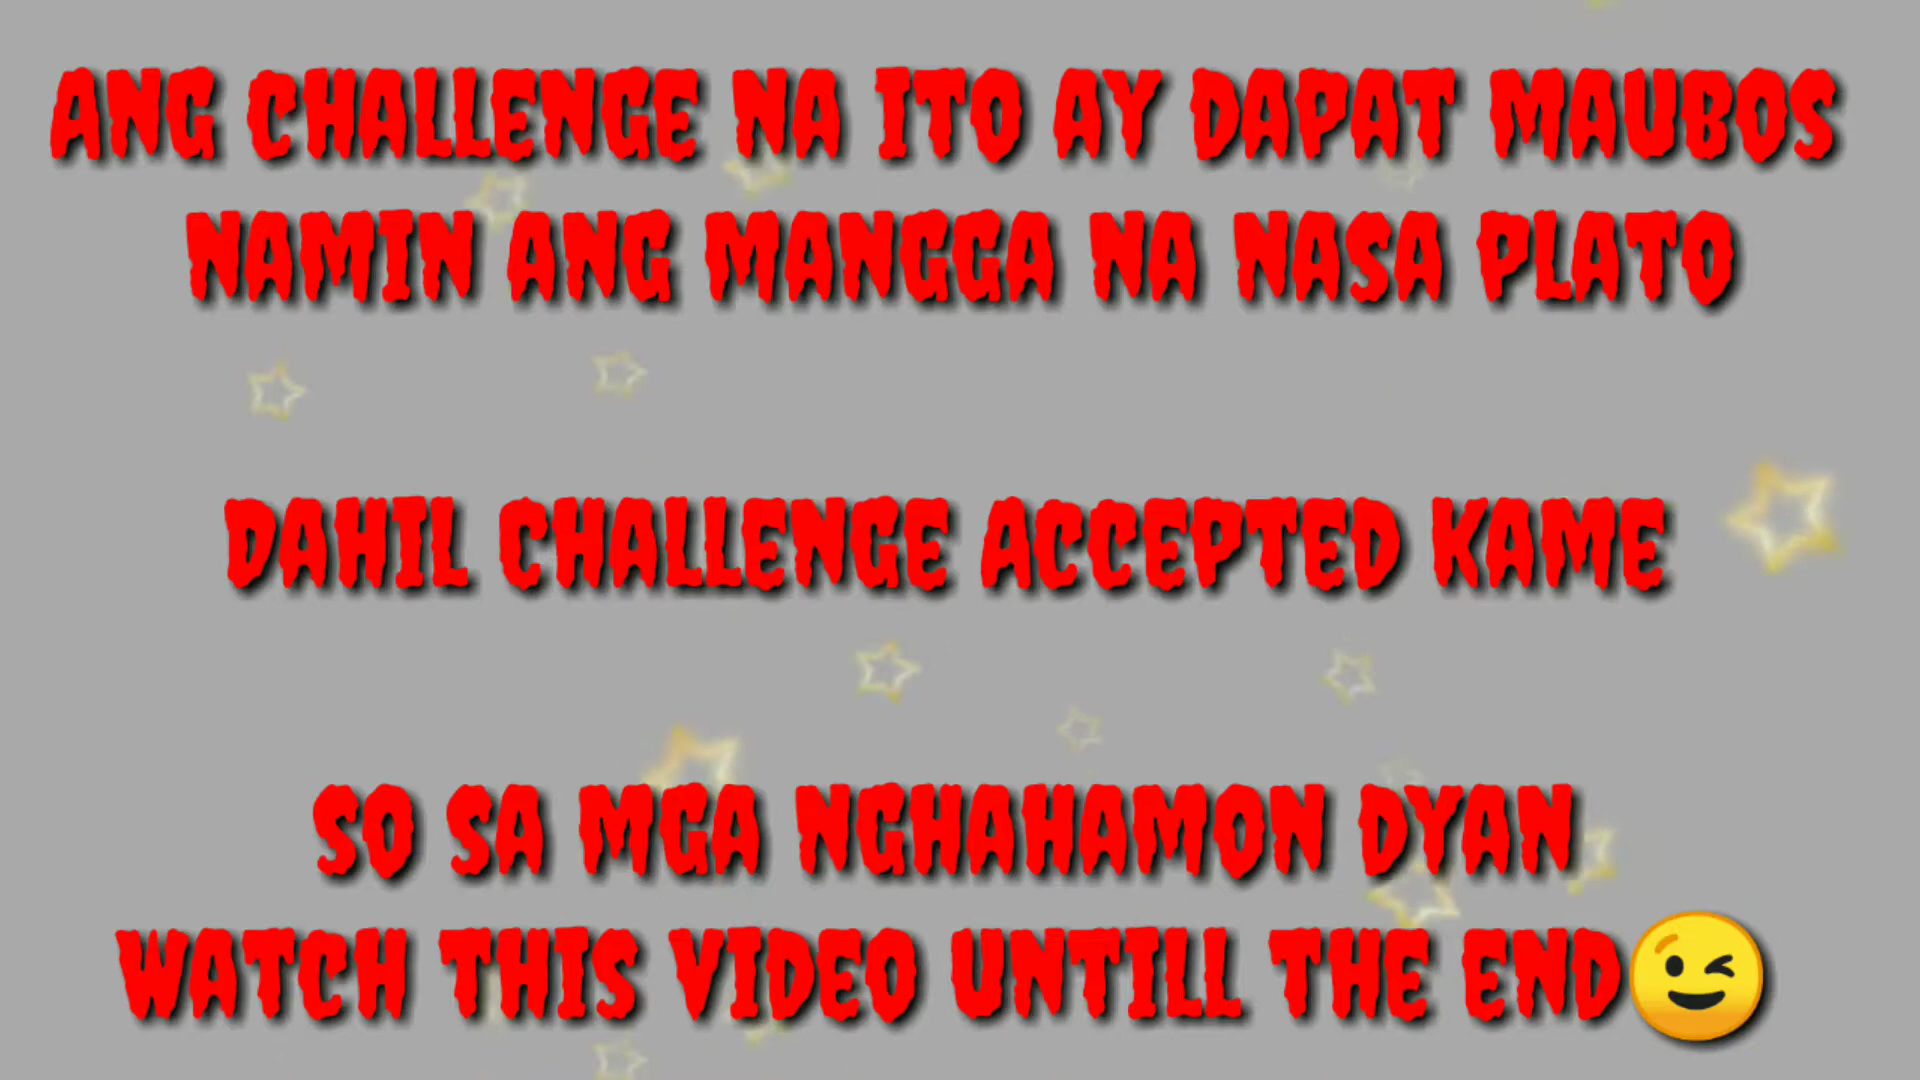 ANG CHALLENGE NA ITO AY DAPAT MAUBOS
NAMIN ANG MANGGA NA NASA PLATO
DAHIL CHALLENGE ACCEPTED KAME
SO SA MGA NGHAHAMON DYAN
WATCH THIS VIDEO UNTILL THE END😉